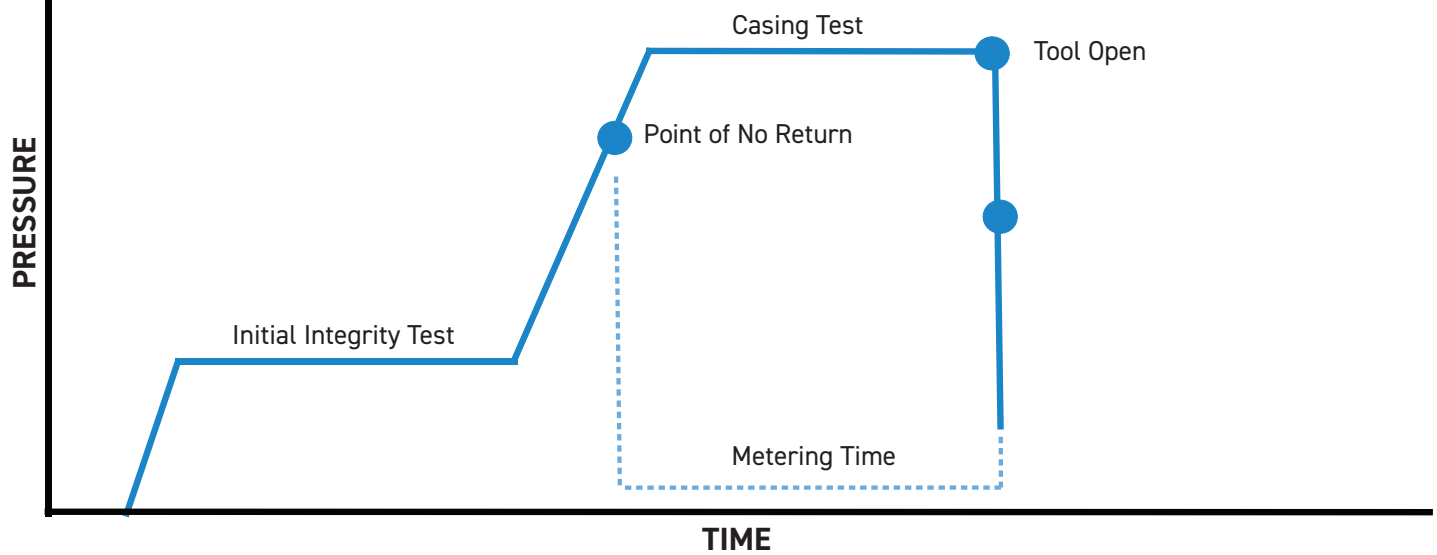 Casing Test
Tool Open
Point of No Return
PRESSURE
Initial Integrity Test
Metering Time
TIME